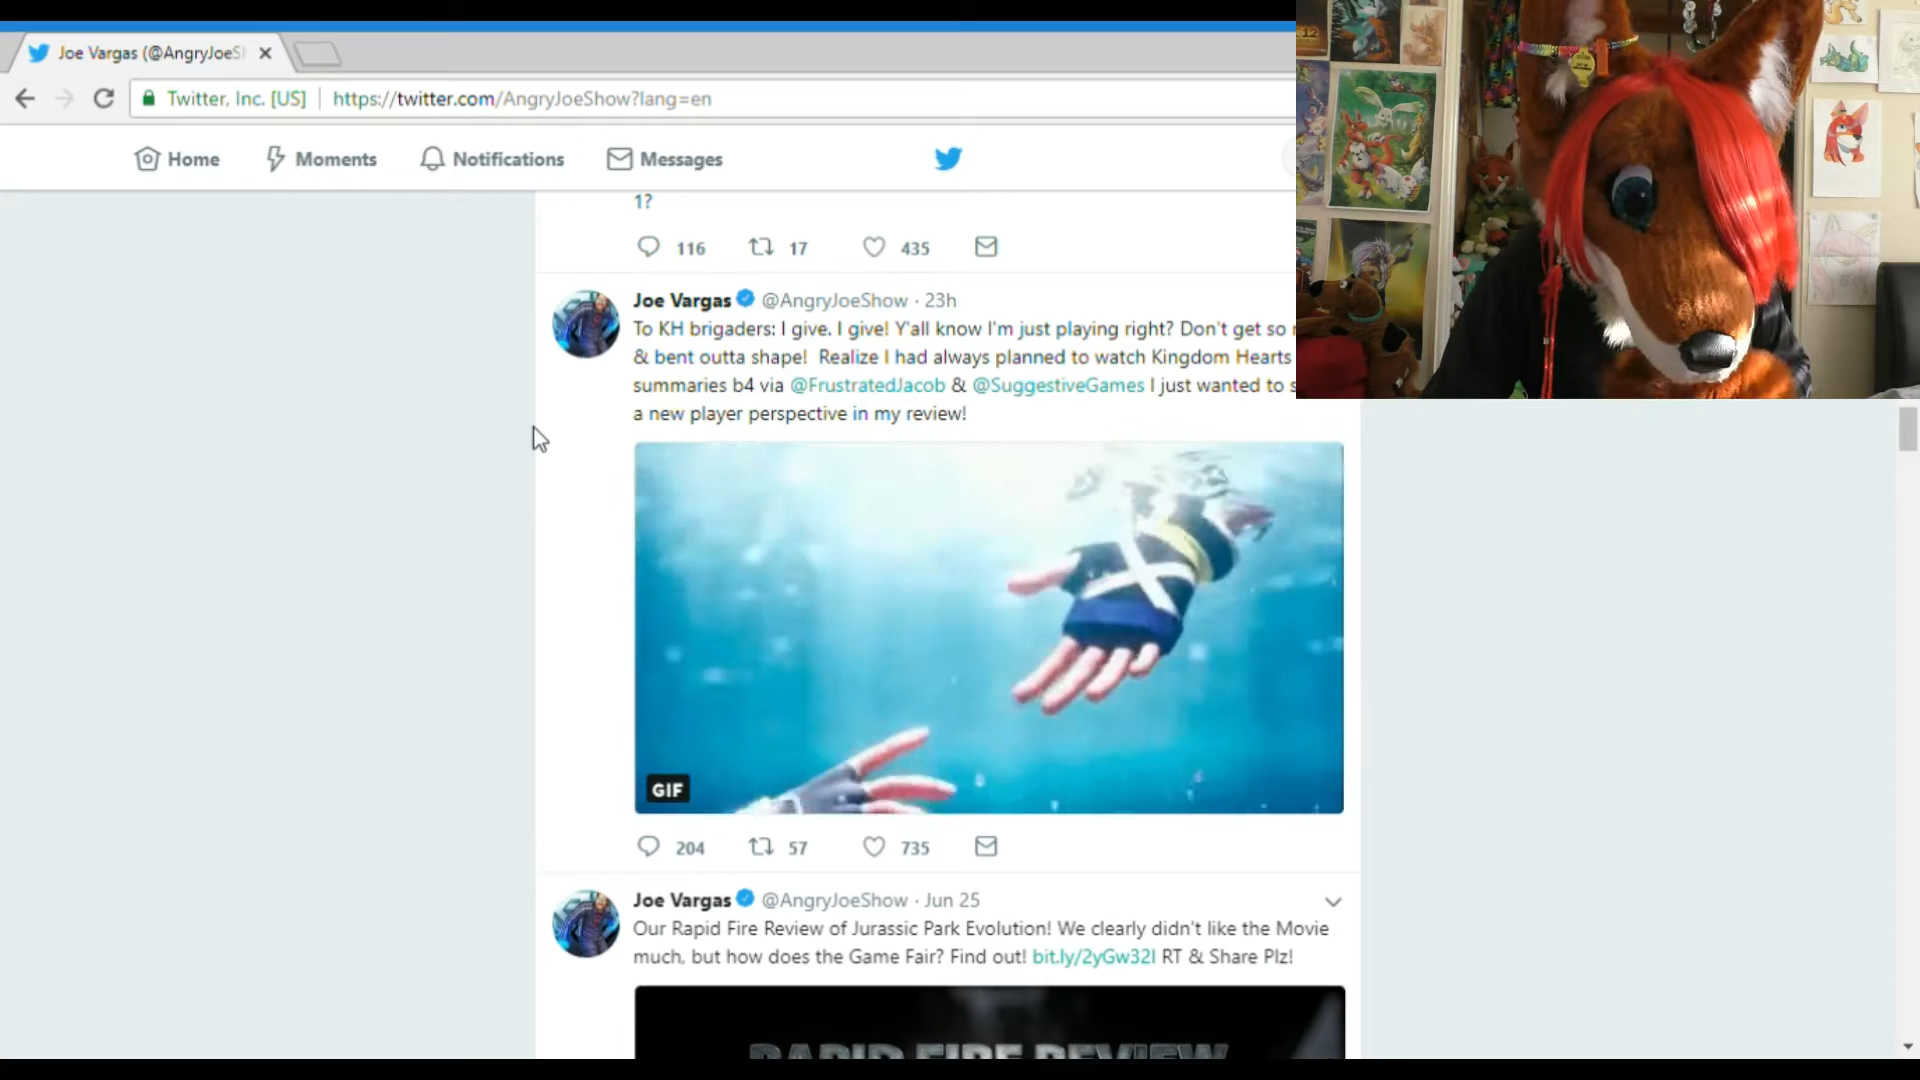 Joe Vargas (@AngryJoeS
Twitter, Inc. [US]
https://twitter.com/AngryJoeShow?lang=en
Home
Moments
Notifications
Messages
1?
116
17
435
Joe Vargas @AngryJoeShow · 23h
To KH brigaders: I give. I give! Y'all know I'm just playing right? Don't get so
& bent outta shape! Realize I had always planned to watch Kingdom Hearts
summaries b4 via @FrustratedJacob & @SuggestiveGames I just wanted to
a new player perspective in my review!
GIF
204
57
735
Joe Vargas @AngryJoeShow · Jun 25
Our Rapid Fire Review of Jurassic Park Evolution! We clearly didn't like the Movie
much, but how does the Game Fair? Find out! bit.ly/2yGw32I RT & Share Plz!
RAPID FIRE REVIEW
12